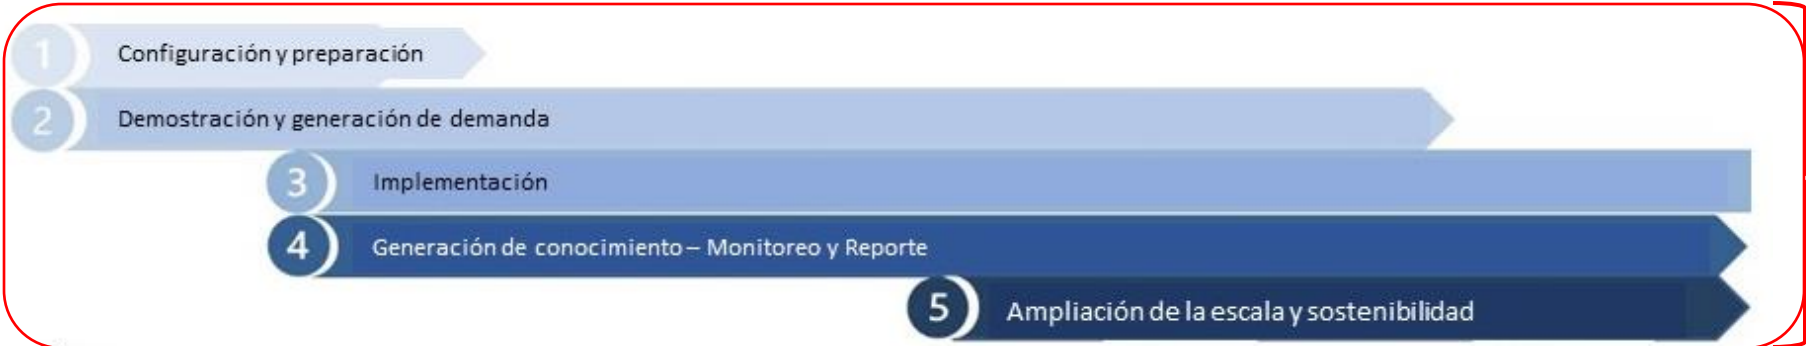 1 Configuración y preparación
2 Demostración y generación de demanda
3 Implementación
4 Generación de conocimiento – Monitoreo y Reporte
5 Ampliación de la escala y sostenibilidad